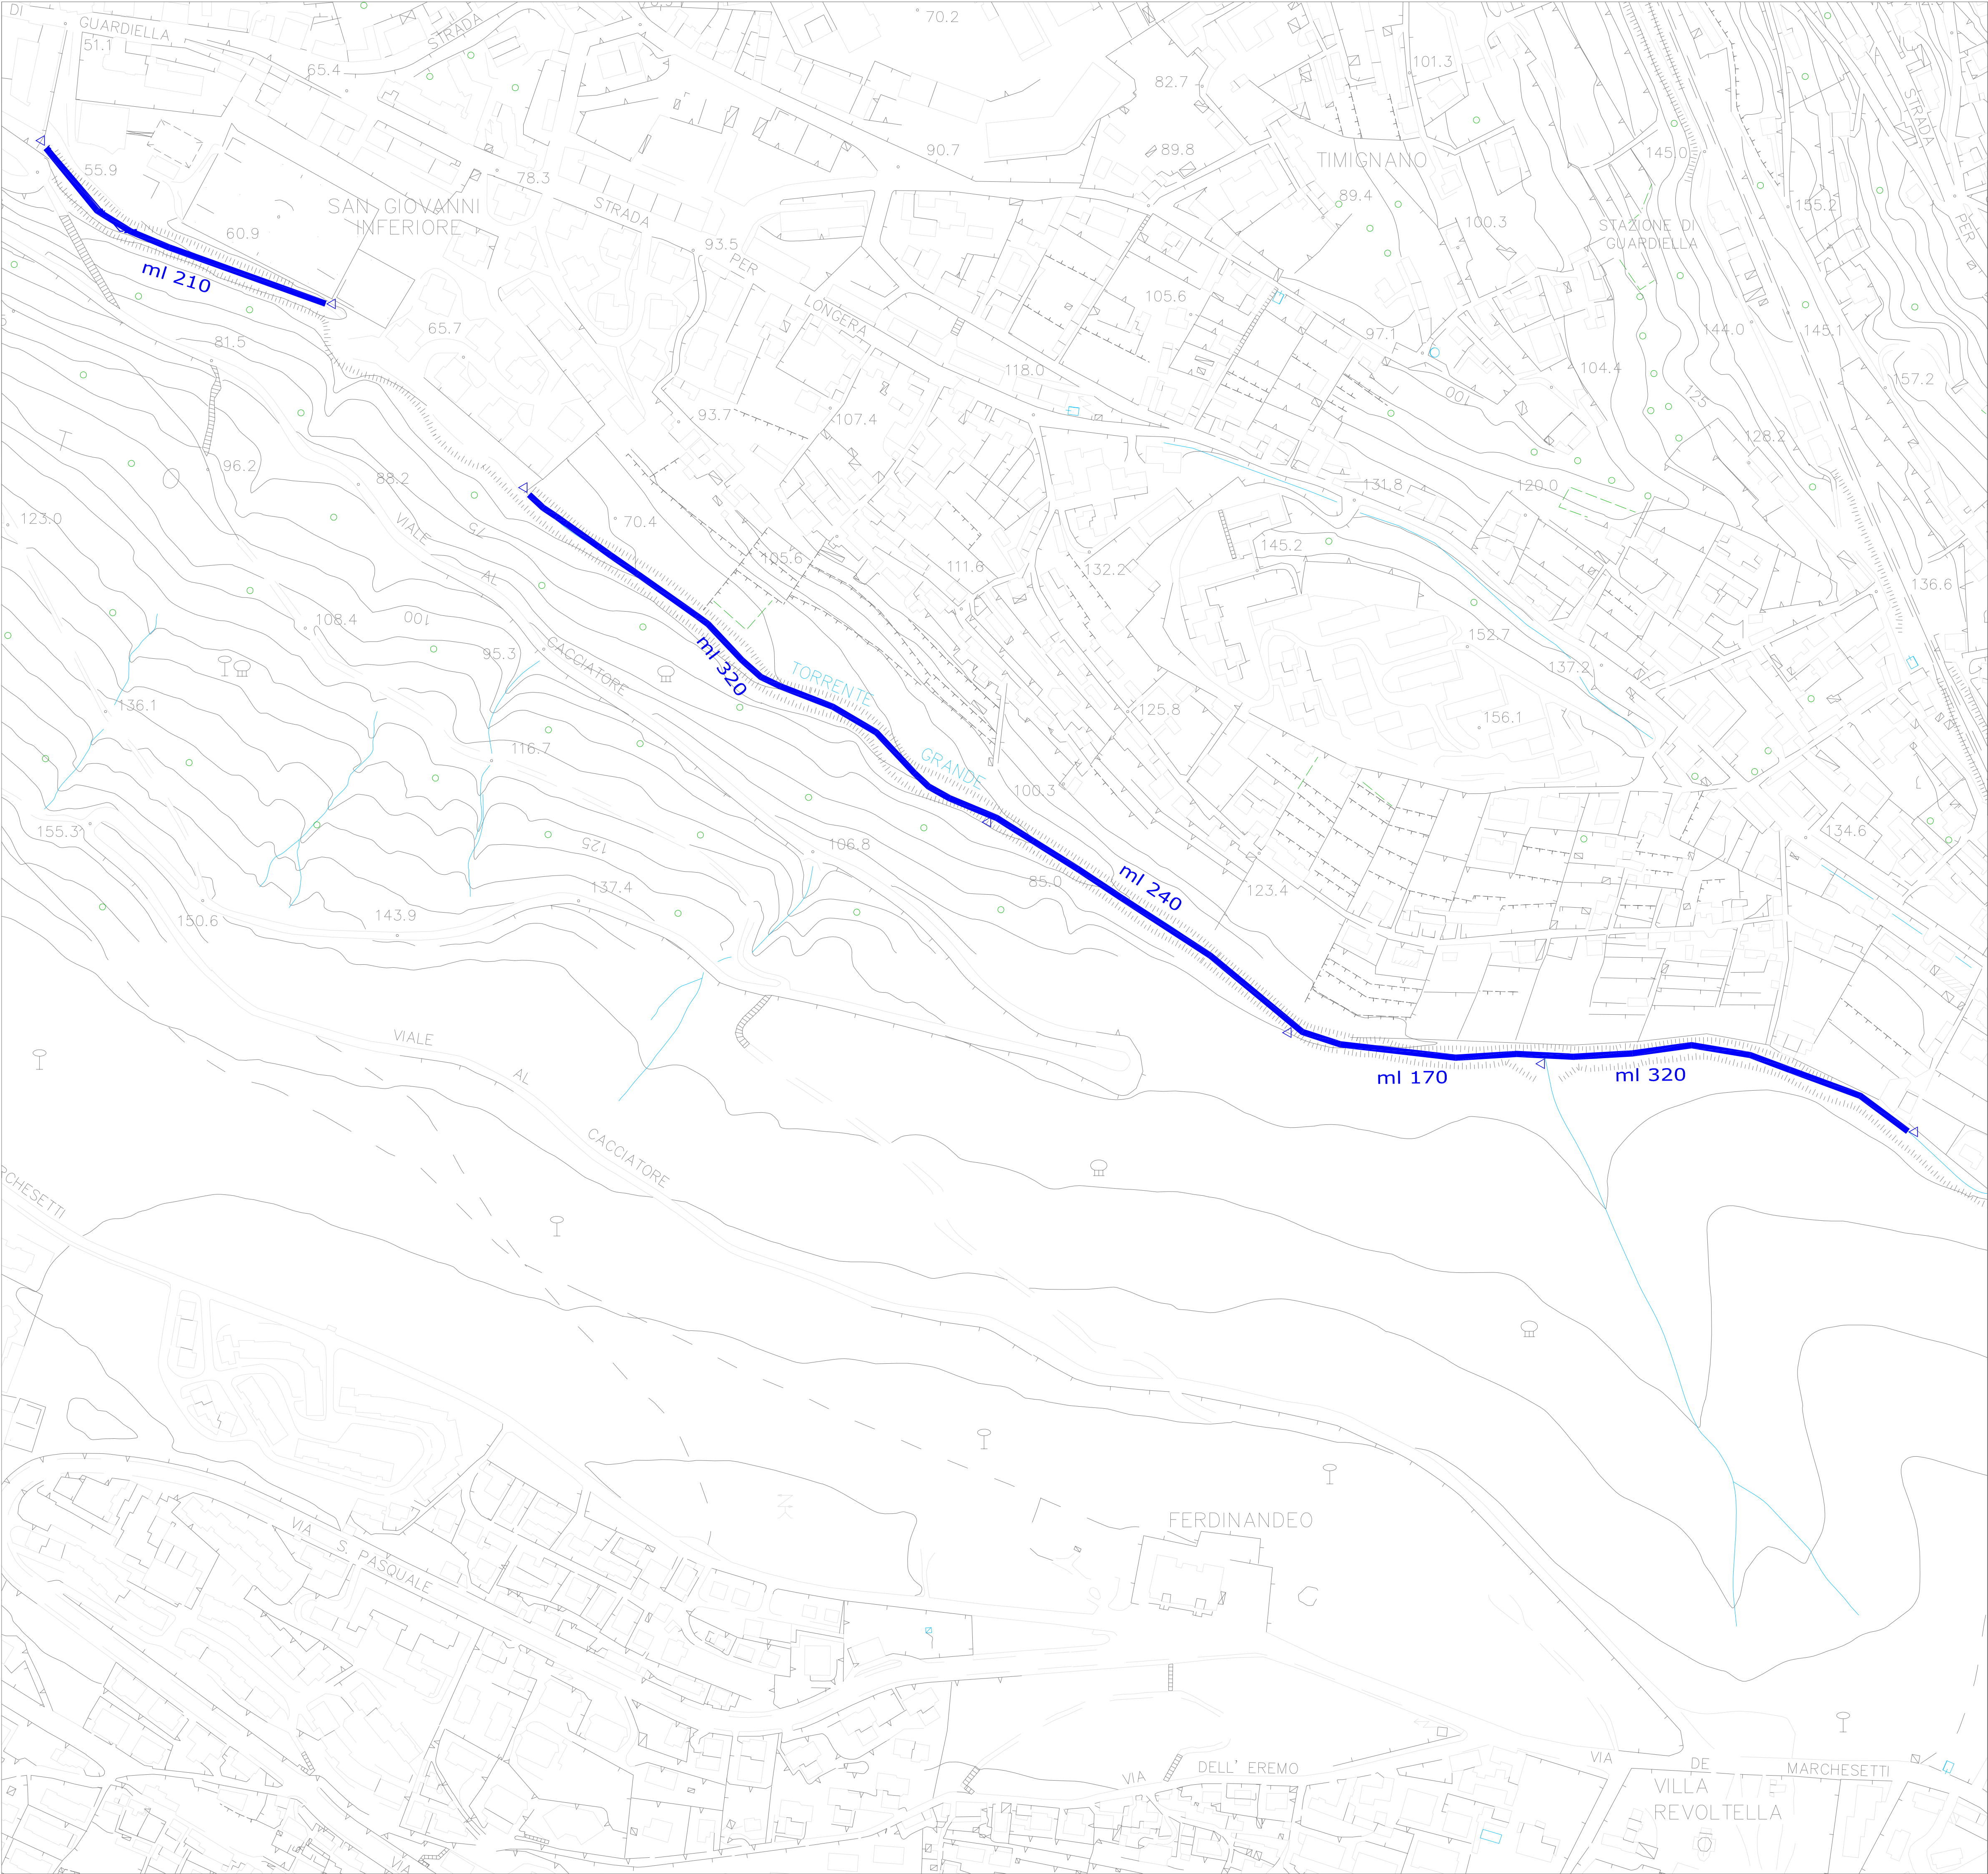 DI
GUARDIELLA
STRADA
51.1
65.4
70.2
82.7
101.3
STRADA
PER
55.9
78.3
90.7
89.8
TIMIGNANO
145.0
155.2
SAN GIOVANNI
INFERIORE
60.9
STRADA
93.5
PER
LONGERA
89.4
100.3
STAZIONE DI
GUARDIELLA
ml 210
65.7
105.6
97.1
144.0
145.1
81.5
118.0
104.4
157.2
100
125
93.7
107.4
128.2
96.2
88.2
VIALE
AL
CACCIATORE
75
70.4
131.8
120.0
123.0
105.6
111.6
132.2
145.2
136.6
108.4
100
95.3
152.7
137.2
ml 320
TORRENTE
GRANDE
136.1
125.8
156.1
116.7
100.3
155.3
125
106.8
85.0
ml 240
123.4
134.6
150.6
143.9
137.4
ml 170
ml 320
VIALE
AL
CACCIATORE
RCHESETTI
FERDINANDEO
VIA
S. PASQUALE
VIA
DELL' EREMO
VIA
DE
MARCHESETTI
VILLA
REVOLTELLA
VIA